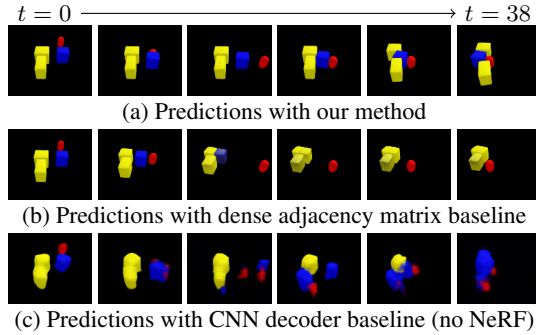 t = 0 t = 38
(a) Predictions with our method
(b) Predictions with dense adjacency matrix baseline
(c) Predictions with CNN decoder baseline (no NeRF)